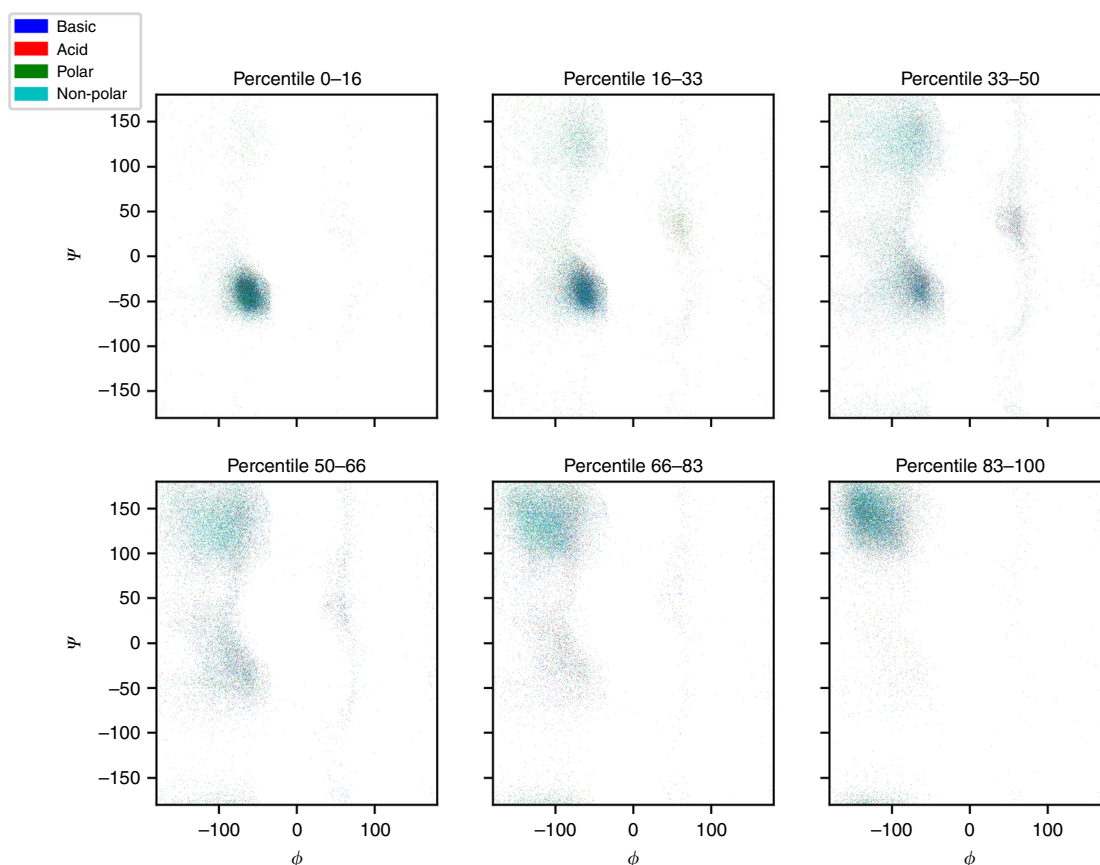 Basic
Acid
Polar
Non-polar
Percentile 0–16
Percentile 16–33
Percentile 33–50
150
100
50
0
−50
−100
−150
Ψ
Percentile 50–66
Percentile 66–83
Percentile 83–100
150
100
50
0
−50
−100
−150
Ψ
−100 0 100
−100 0 100
−100 0 100
ϕ
ϕ
ϕ